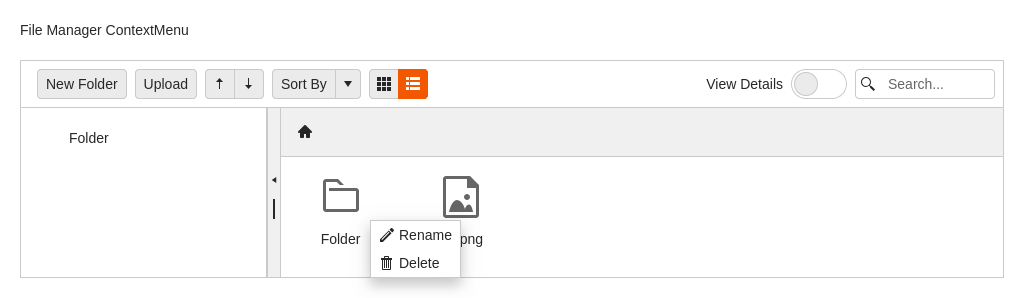 File Manager ContextMenu
New Folder Upload Sort By View Details Search...
Folder
Folder png
Rename
Delete